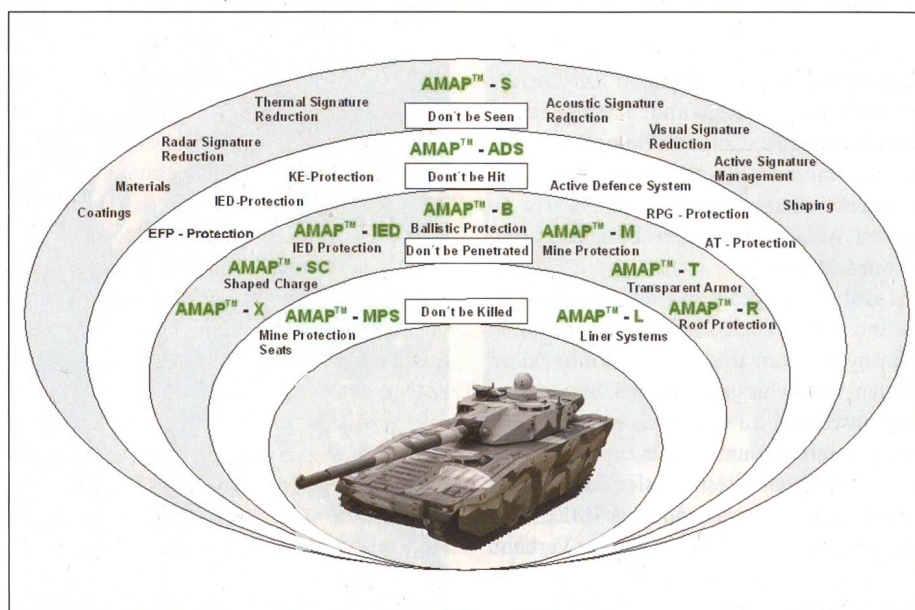 AMAP™ - S
Thermal Signature
Reduction
Don´t be Seen
Acoustic Signature
Reduction
Visual Signature
Reduction
Radar Signature
Reduction
AMAP™ - ADS
Active Signature
Management
Materials
KE-Protection
Dont´t be Hit
Active Defence System
Coatings
IED-Protection
Shaping
AMAP™ - B
Ballistic Protection
RPG - Protection
EFP - Protection
AMAP™ - IED
IED Protection
Don´t be Penetrated
AMAP™ - M
Mine Protection
AT - Protection
AMAP™ - SC
Shaped Charge
AMAP™ - T
Transparent Armor
AMAP™ - X
AMAP™ - MPS
Mine Protection
Seats
Don´t be Killed
AMAP™ - L
Liner Systems
AMAP™ - R
Roof Protection